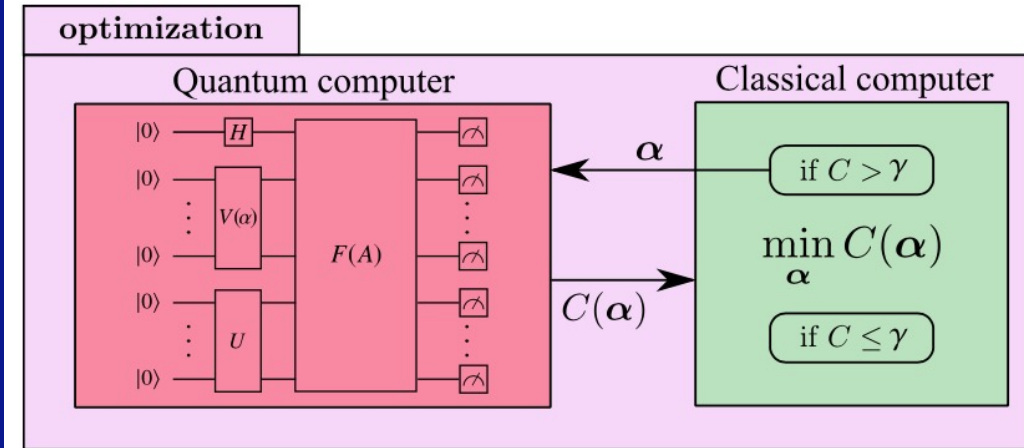 optimization
Quantum computer
Classical computer
|0⟩ H
|0⟩
V(α)
|0⟩
F(A)
|0⟩
U
|0⟩
α
C(α)
if C > γ
min C(α)
α
if C ≤ γ